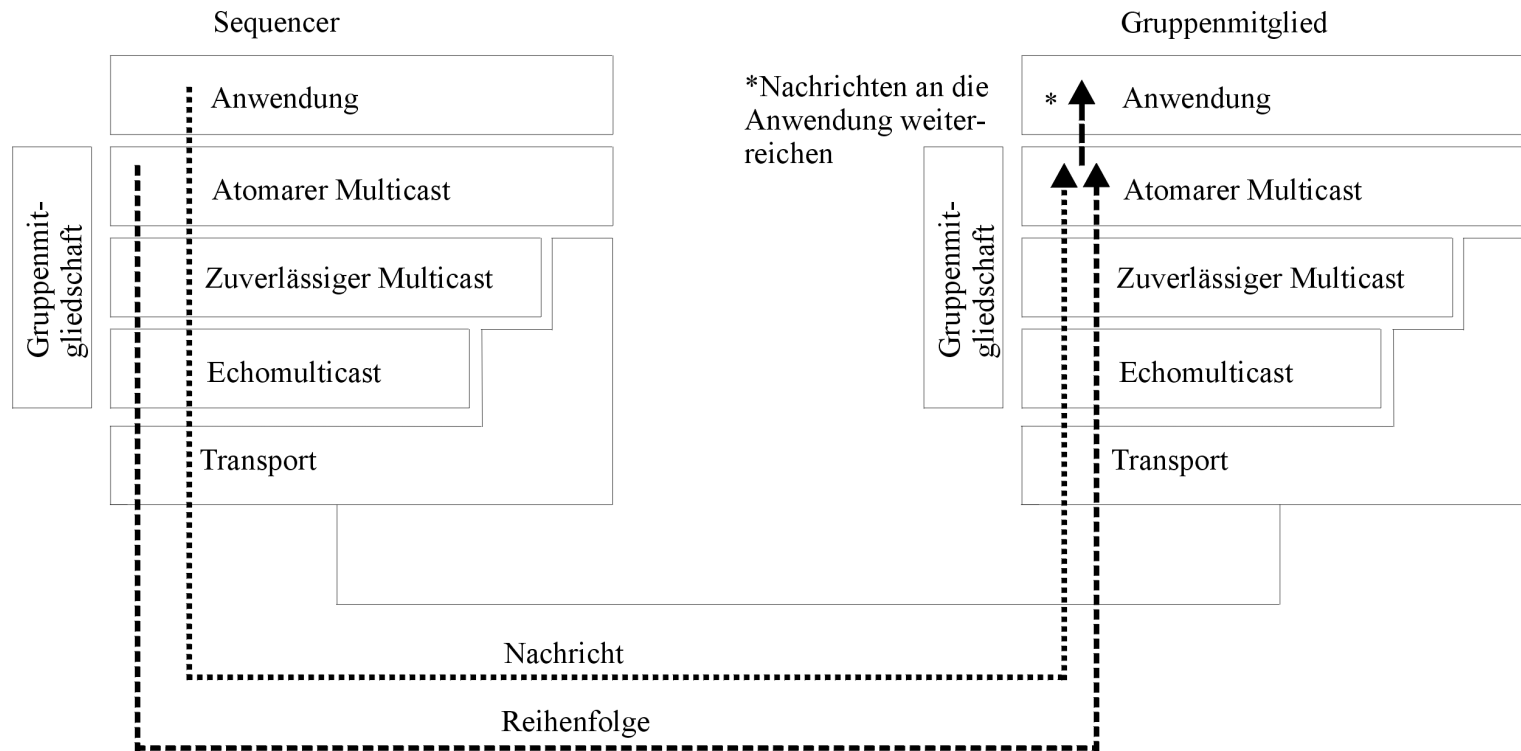 Sequencer
Anwendung
Atomarer Multicast
Zuverlässiger Multicast
Echomulticast
Transport
Gruppenmit-
gliedschaft
*Nachrichten an die
Anwendung weiter-
reichen
Gruppenmitglied
*
Anwendung
Atomarer Multicast
Zuverlässiger Multicast
Echomulticast
Transport
Gruppenmit-
gliedschaft
Nachricht
Reihenfolge